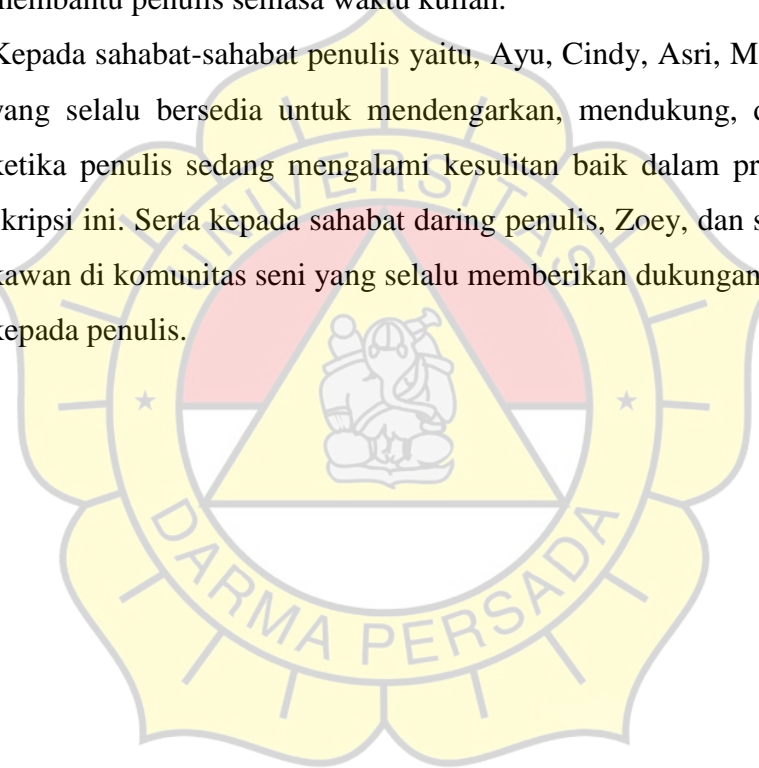 membantu penulis semasa waktu kuliah.
Kepada sahabat-sahabat penulis yaitu, Ayu, Cindy, Asri,
yang selalu bersedia untuk mendengarkan, mendukung,
ketika penulis sedang mengalami kesulitan baik dalam
skripsi ini. Serta kepada sahabat daring penulis, Zoey, dan
kawan di komunitas seni yang selalu memberikan dukungan
kepada penulis.
UNIVERSITAS
DARMA PERSADA